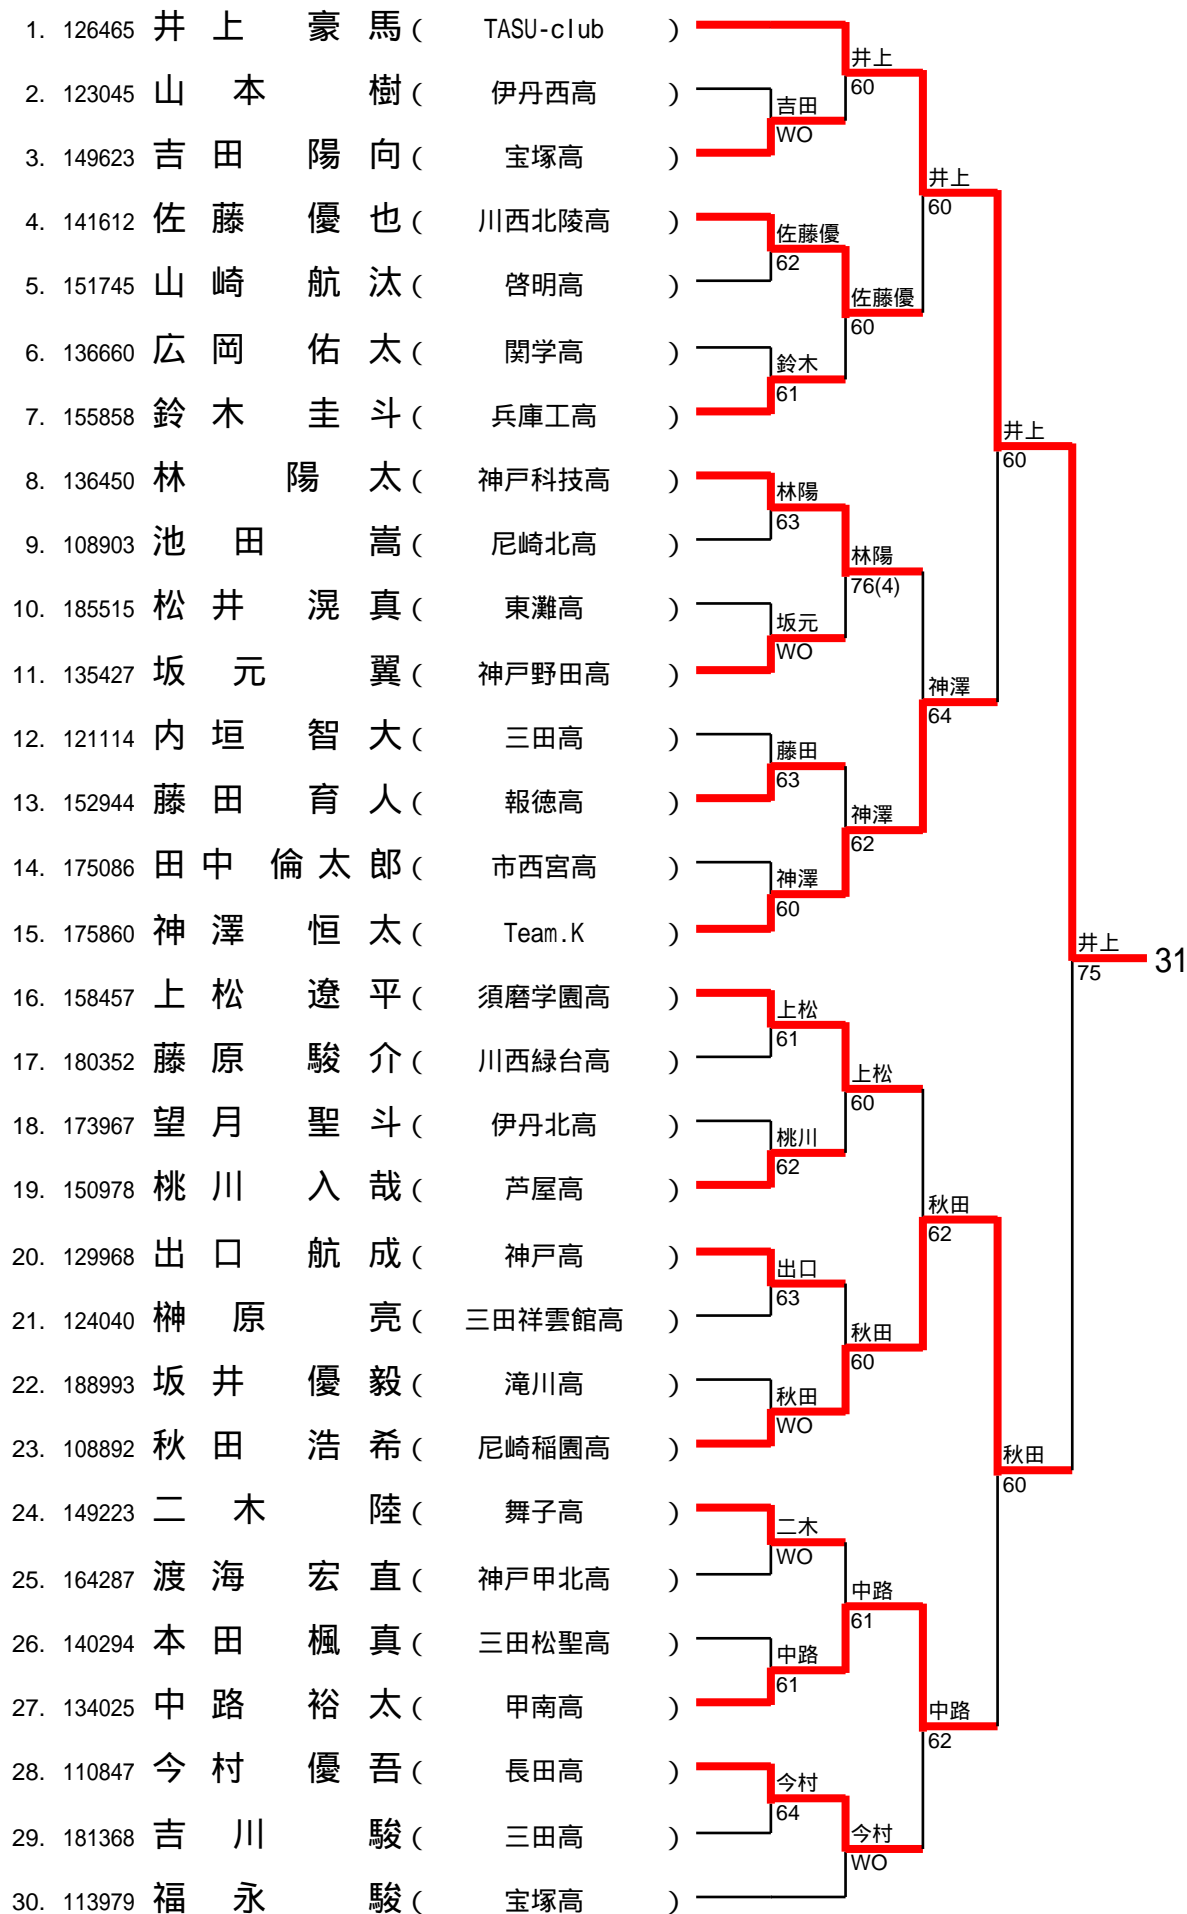 1. 126465 井上 豪馬 ( TASU-club )
井上
2. 123045 山本 樹 ( 伊丹西高 )
60
吉田
WO
3. 149623 吉田 陽向 ( 宝塚高 )
井上
60
4. 141612 佐藤 優也 ( 川西北陵高 )
佐藤優
62
5. 151745 山崎 航汰 ( 啓明高 )
佐藤優
60
6. 136660 広岡 佑太 ( 関学高 )
鈴木
61
7. 155858 鈴木 圭斗 ( 兵庫工高 )
井上
60
8. 136450 林 陽太 ( 神戸科技高 )
林陽
63
9. 108903 池田 嵩 ( 尼崎北高 )
林陽
76(4)
10. 185515 松井 滉真 ( 東灘高 )
坂元
WO
11. 135427 坂元 翼 ( 神戸野田高 )
神澤
64
12. 121114 内垣 智大 ( 三田高 )
藤田
63
13. 152944 藤田 育人 ( 報徳高 )
神澤
62
14. 175086 田中 倫太郎 ( 市西宮高 )
神澤
60
15. 175860 神澤 恒太 ( Team.K )
井上
75
31
16. 158457 上松 遼平 ( 須磨学園高 )
上松
61
17. 180352 藤原 駿介 ( 川西緑台高 )
上松
60
18. 173967 望月 聖斗 ( 伊丹北高 )
桃川
62
19. 150978 桃川 入哉 ( 芦屋高 )
秋田
62
20. 129968 出口 航成 ( 神戸高 )
出口
63
21. 124040 榊原 亮 ( 三田祥雲館高 )
秋田
60
22. 188993 坂井 優毅 ( 滝川高 )
秋田
WO
23. 108892 秋田 浩希 ( 尼崎稲園高 )
秋田
60
24. 149223 二木 陸 ( 舞子高 )
二木
WO
25. 164287 渡海 宏直 ( 神戸甲北高 )
中路
61
26. 140294 本田 楓真 ( 三田松聖高 )
中路
61
27. 134025 中路 裕太 ( 甲南高 )
中路
62
28. 110847 今村 優吾 ( 長田高 )
今村
64
29. 181368 吉川 駿 ( 三田高 )
今村
WO
30. 113979 福永 駿 ( 宝塚高 )